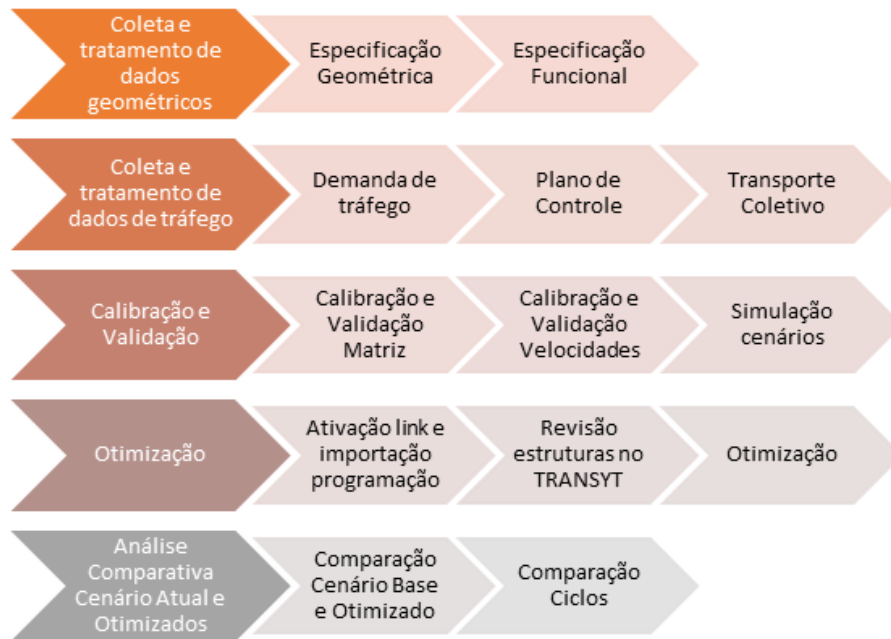 Coleta e
tratamento de
dados
geométricos
Especificação
Geométrica
Especificação
Funcional
Coleta e
tratamento de
dados de tráfego
Demanda de
tráfego
Plano de
Controle
Transporte
Coletivo
Calibração e
Validação
Calibração e
Validação
Matriz
Calibração e
Validação
Velocidades
Simulação
cenários
Otimização
Ativação link e
importação
programação
Revisão
estruturas no
TRANSYT
Otimização
Análise
Comparativa
Cenário Atual e
Otimizados
Comparação
Cenário Base
e Otimizado
Comparação
Ciclos